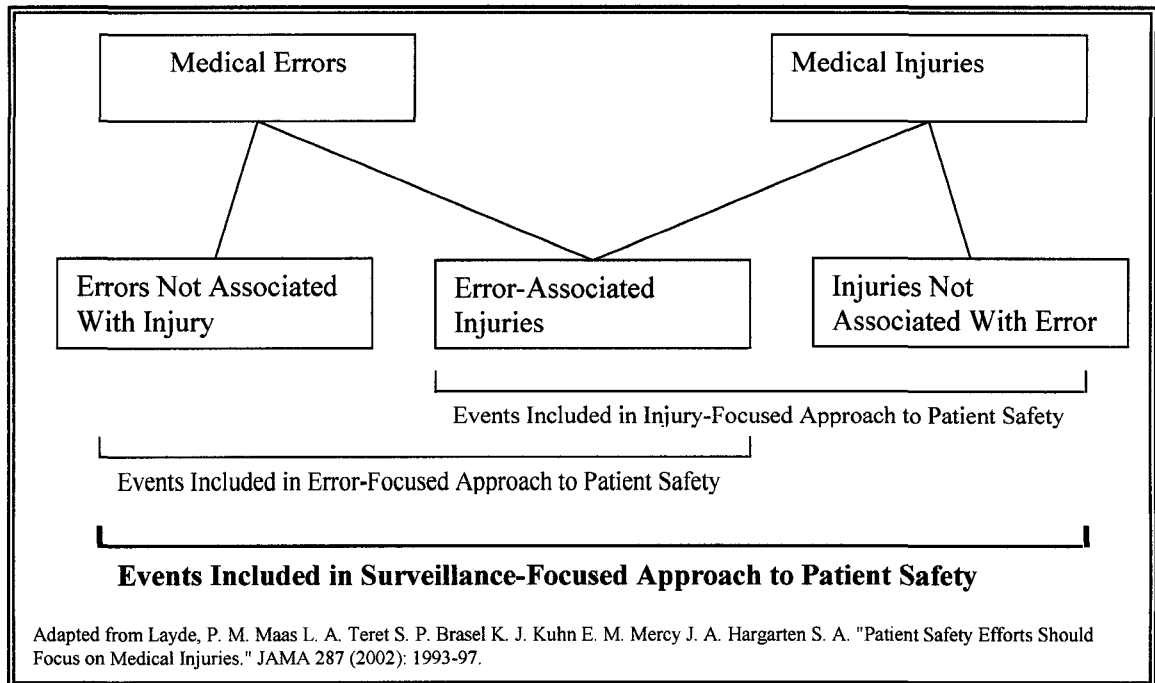 Medical Errors
Medical Injuries
Errors Not Associated
With Injury
Error-Associated
Injuries
Injuries Not
Associated With Error
Events Included in Injury-Focused Approach to Patient Safety
Events Included in Error-Focused Approach to Patient Safety
Events Included in Surveillance-Focused Approach to Patient Safety
Adapted from Layde, P. M. Maas L. A. Teret S. P. Brasel K. J. Kuhn E. M. Mercy J. A. Hargarten S. A. "Patient Safety Efforts Should
Focus on Medical Injuries." JAMA 287 (2002): 1993-97.